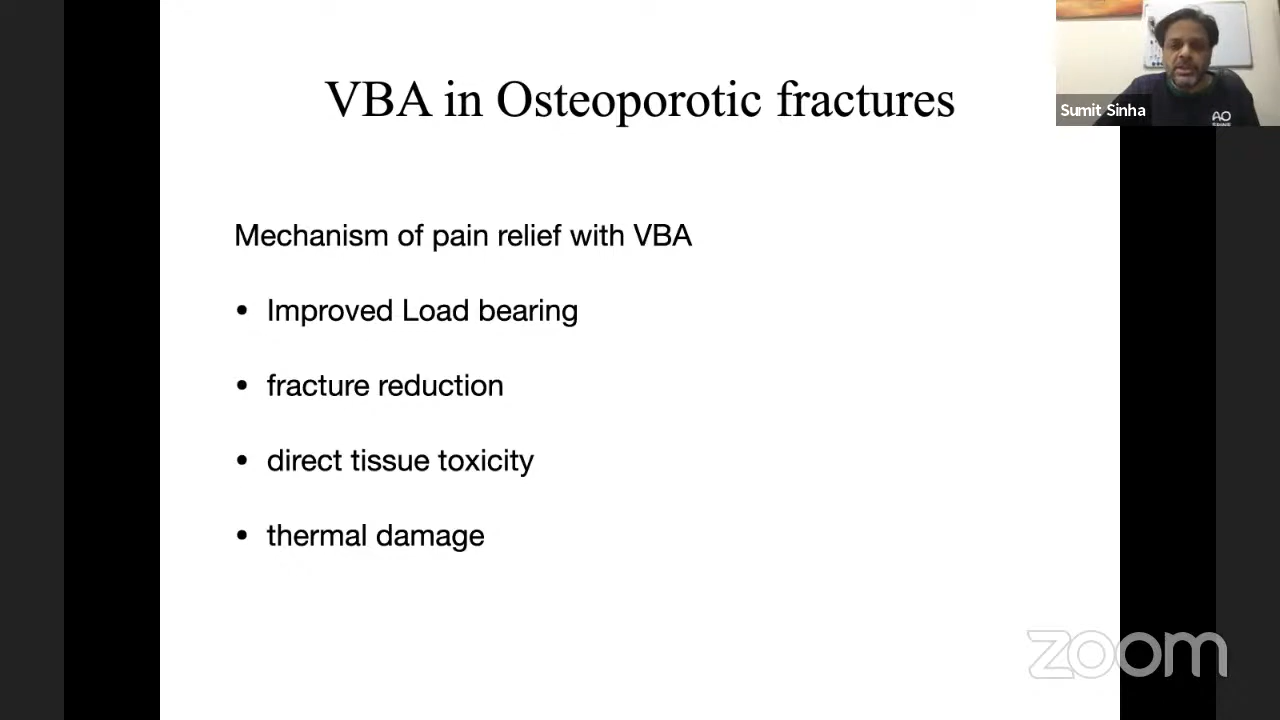 VBA in Osteoporotic fractures
Sumit Sinha
AO
Mechanism of pain relief with VBA
• Improved Load bearing
• fracture reduction
• direct tissue toxicity
• thermal damage
zoom